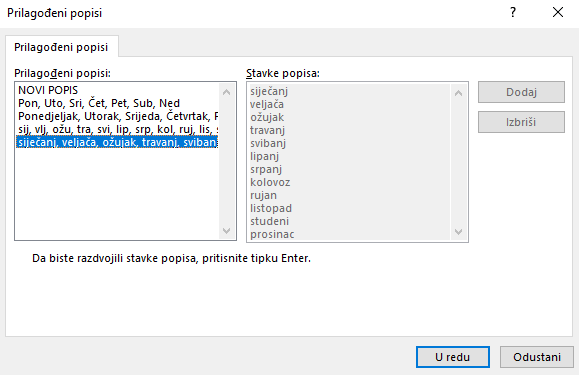 Prilagođeni popisi
?
Prilagođeni popisi
Prilagođeni popisi:
NOVI POPIS
Pon, Uto, Sri, Čet, Pet, Sub, Ned
Ponedjeljak, Utorak, Srijeda, Četvrtak, P
sij, vlj, ožu, tra, svi, lip, srp, kol, ruj, lis, s
siječanj, veljača, ožujak, travanj, sviban
Stavke popisa:
siječanj
veljača
ožujak
travanj
svibanj
lipanj
srpanj
kolovoz
rujan
listopad
studeni
prosinac
Dodaj
Izbriši
Da biste razdvojili stavke popisa, pritisnite tipku Enter.
U redu
Odustani